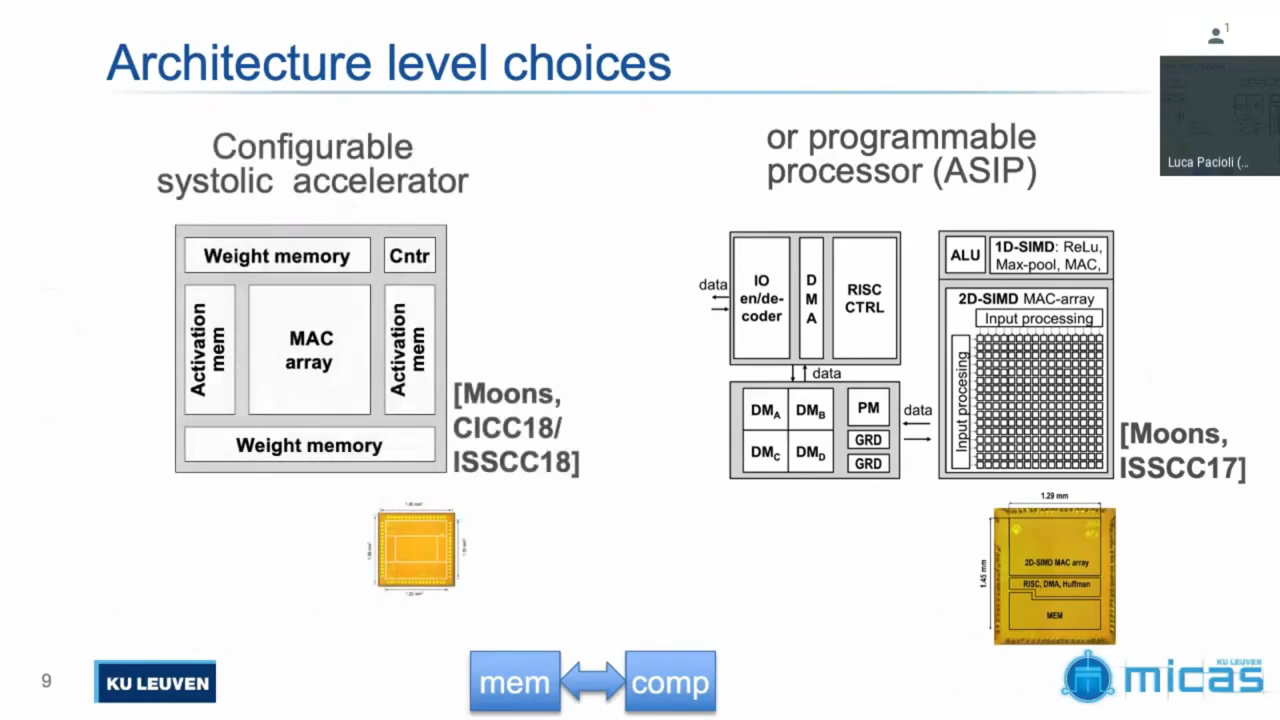 Architecture level choices
1
Luca Pacioli (...
Configurable
systolic accelerator
Weight memory
Cntr
Activation
mem
MAC
array
Activation
mem
Weight memory
[Moons,
CICC18/
ISSCC18]
or programmable
processor (ASIP)
data
IO
en/de-
coder
D
M
A
RISC
CTRL
data
DMA
DMB
DMC
DMD
PM
GRD
GRD
data
ALU
1D-SIMD: ReLu,
Max-pool, MAC,
2D-SIMD MAC-array
Input processing
Input procesing
[Moons,
ISSCC17]
1.29 mm
1.45 mm
2D-SIMD MAC array
RISC, DMA, Huffman
MEM
9
KU LEUVEN
mem
comp
KU LEUVEN
micas